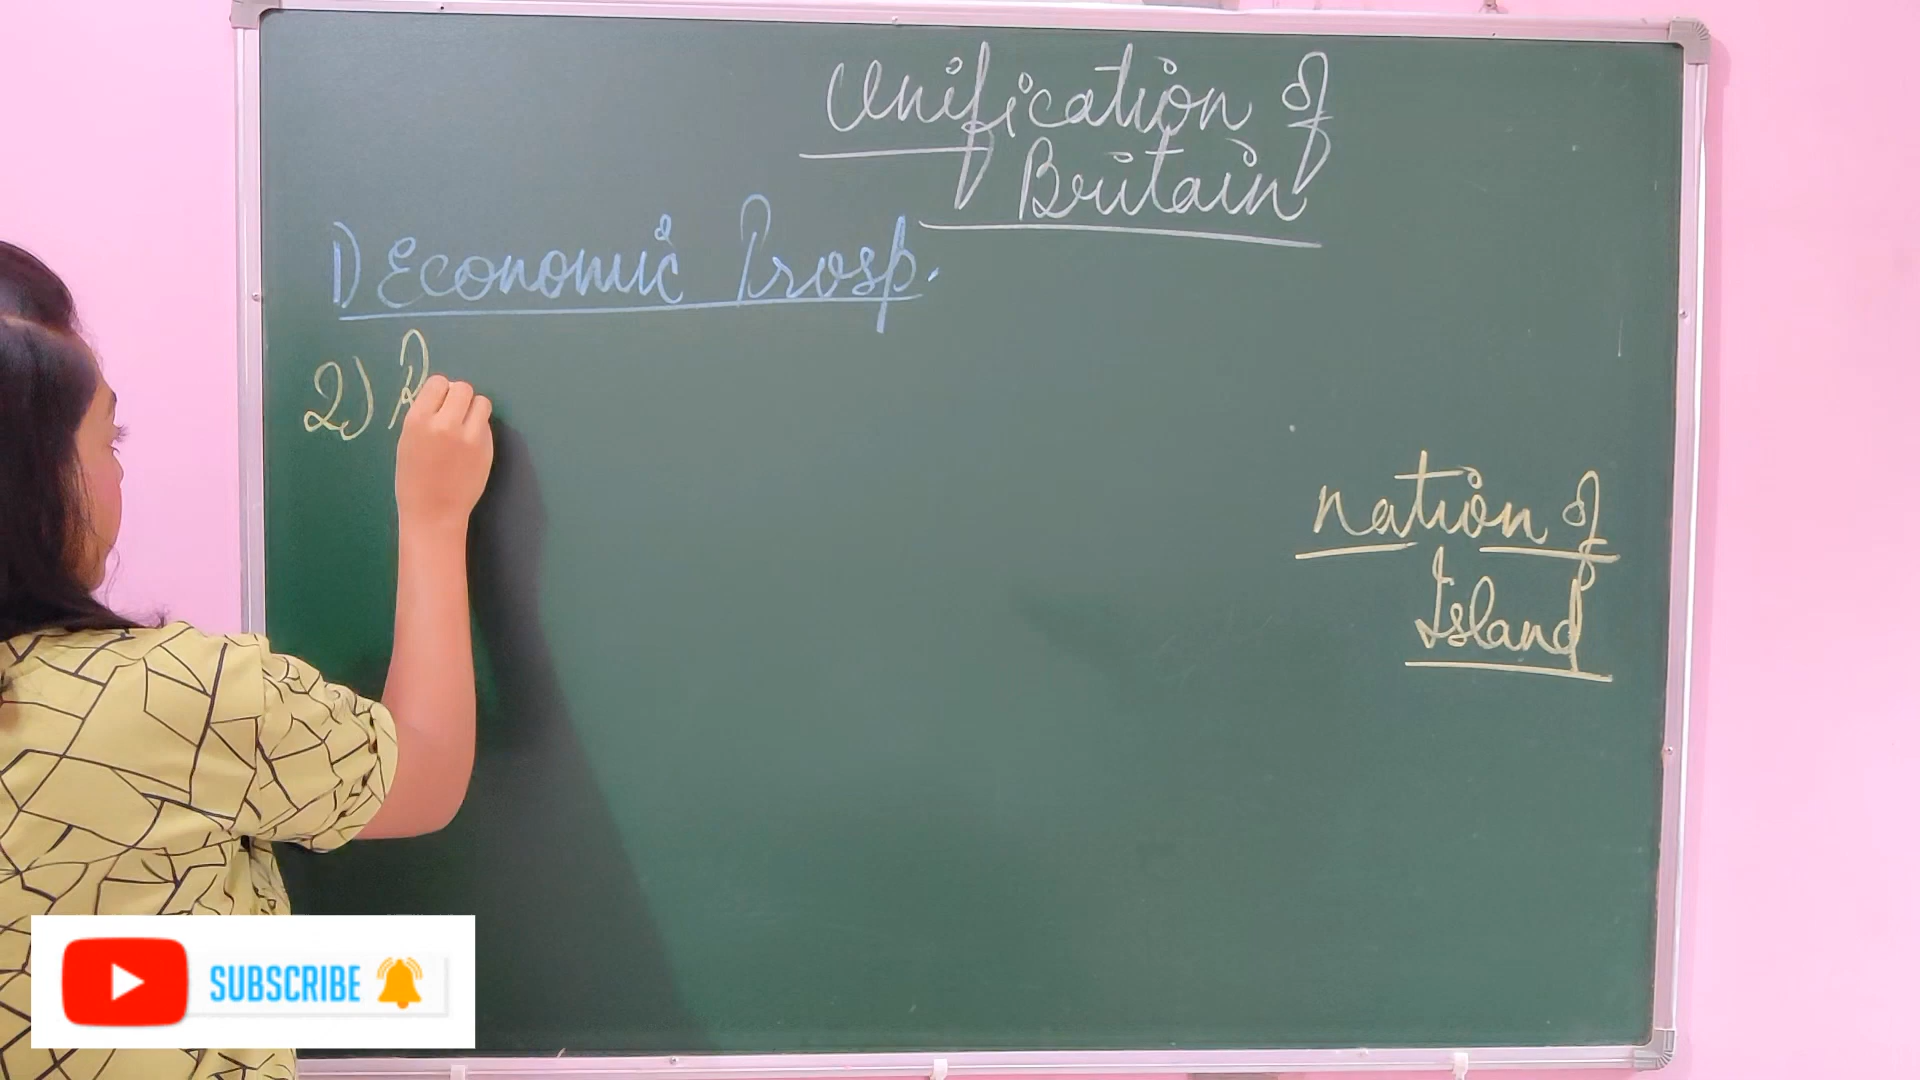 Unification of
Britain
1) Economic Prosp.
2) R
nation of
Island
SUBSCRIBE